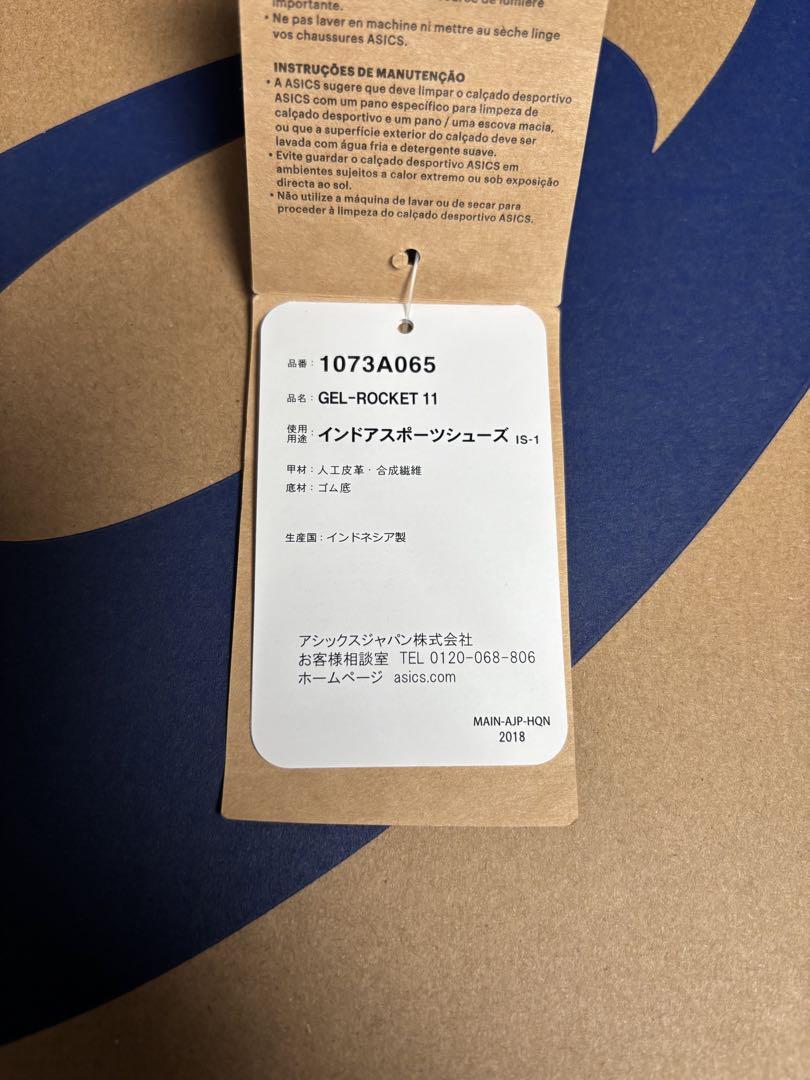 importante.
• Ne pas laver en machine ni mettre au sèche linge
vos chaussures ASICS.
INSTRUÇÕES DE MANUTENÇÃO
• A ASICS sugere que deve limpar o calçado desportivo
ASICS com um pano específico para limpeza de
calçado desportivo e um pano / uma escova macia,
ou que a superfície exterior do calçado deve ser
lavada com água fria e detergente suave.
• Evite guardar o calçado desportivo ASICS em
ambientes sujeitos a calor extremo ou sob exposição
directa ao sol.
• Não utilize a máquina de lavar ou de secar para
proceder à limpeza do calçado desportivo ASICS.
品番: 1073A065
品名: GEL-ROCKET 11
使用用途: インドアスポーツシューズ IS-1
甲材: 人工皮革・合成繊維
底材: ゴム底
生産国: インドネシア製
アシックスジャパン株式会社
お客様相談室 TEL 0120-068-806
ホームページ asics.com
MAIN-AJP-HQN
2018